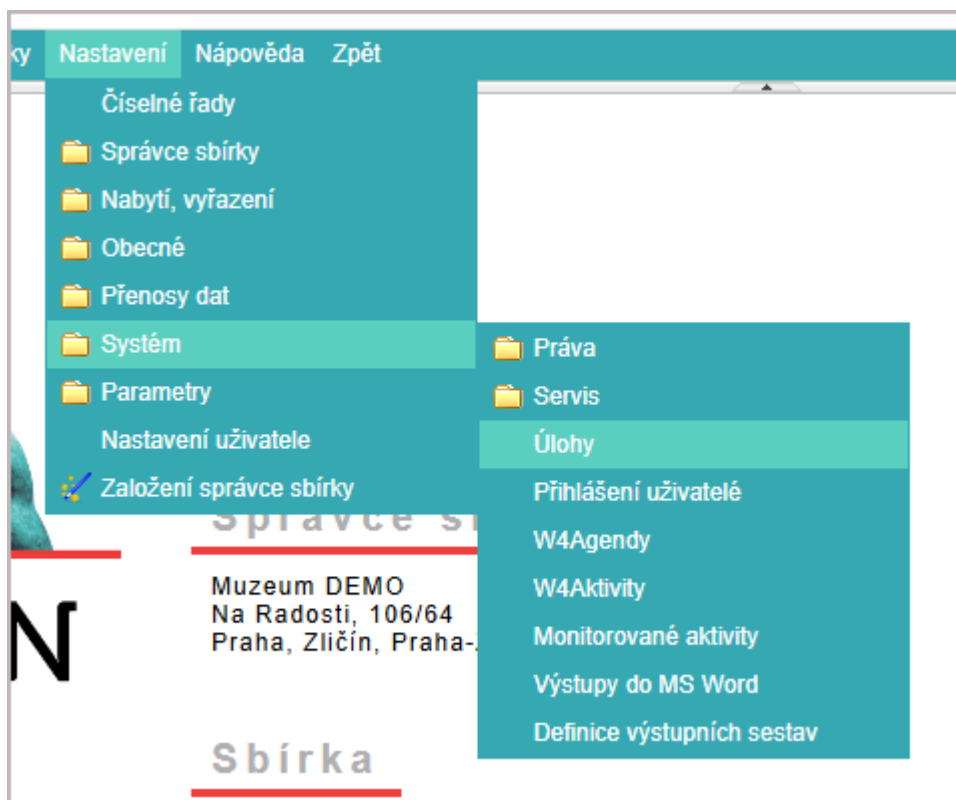 ky Nastavení Nápověda Zpět
Číselné řady
Správce sbírky
Nabytí, vyřazení
Obecné
Přenosy dat
Systém
Parametry
Nastavení uživatele
Založení správce sbírky
Práva
Servis
Úlohy
Přihlášení uživatelé
W4Agendy
W4Aktivity
Monitorované aktivity
Výstupy do MS Word
Definice výstupních sestav
Správce
Muzeum DEMO
Na Radosti, 106/64
Praha, Zličín, Praha-
N
Sbírka